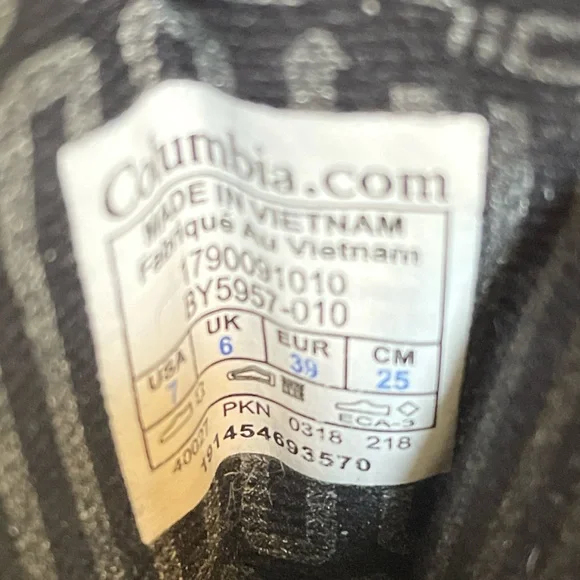 Columbia.com
MADE IN VIETNAM
Fabriqué Au Vietnam
1790091010
BY5957-010
USA UK EUR CM
7 6 39 25
ECA-3
40027 PKN 0318 218
191454693570